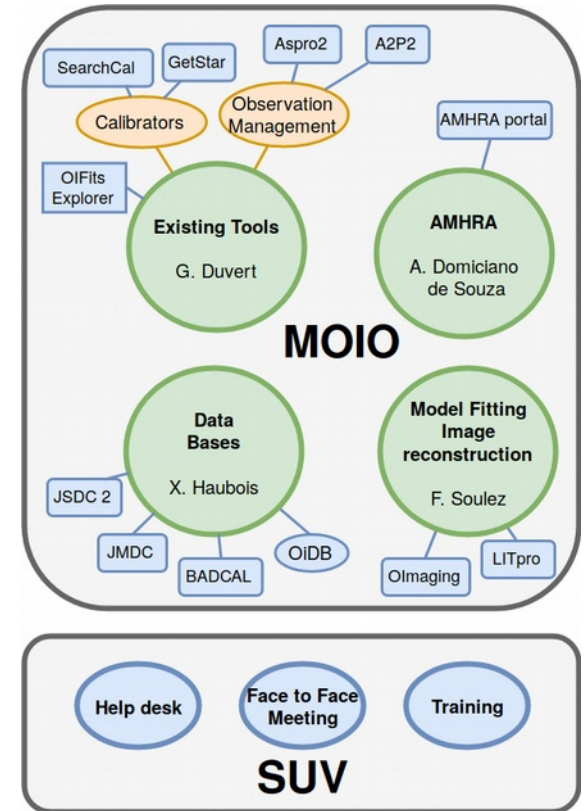 Aspro2
A2P2
SearchCal
GetStar
Calibrators
Observation
Management
AMHRA portal
OIFits
Explorer
Existing Tools
G. Duvert
AMHRA
A. Domiciano
de Souza
MOIO
Data
Bases
X. Haubois
Model Fitting
Image
reconstruction
F. Soulez
JSDC 2
JMDC
BADCAL
OiDB
OImaging
LITpro
Help desk
Face to Face
Meeting
Training
SUV